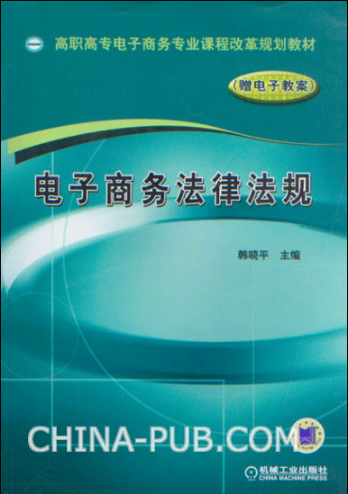 高职高专电子商务专业课程改革规划教材
(赠电子教案)
电子商务法律法规
韩晓平 主编
CHINA-PUB.COM
机械工业出版社
CHINA MACHINE PRESS